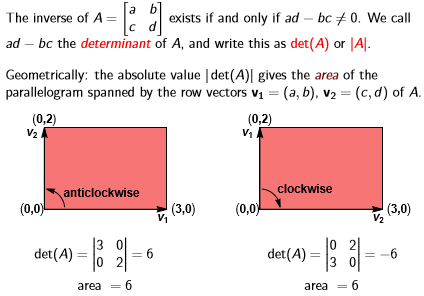 The inverse of A = [a b; c d] exists if and only if ad − bc ≠ 0. We call
ad − bc the determinant of A, and write this as det(A) or |A|.
Geometrically: the absolute value | det(A)| gives the area of the
parallelogram spanned by the row vectors v₁ = (a, b), v₂ = (c, d) of A.
(0,2)
v₂
anticlockwise
(0,0)
v₁
(3,0)
det(A) = |3 0; 0 2| = 6
area = 6
(0,2)
v₁
clockwise
(0,0)
v₂
(3,0)
det(A) = |0 2; 3 0| = −6
area = 6